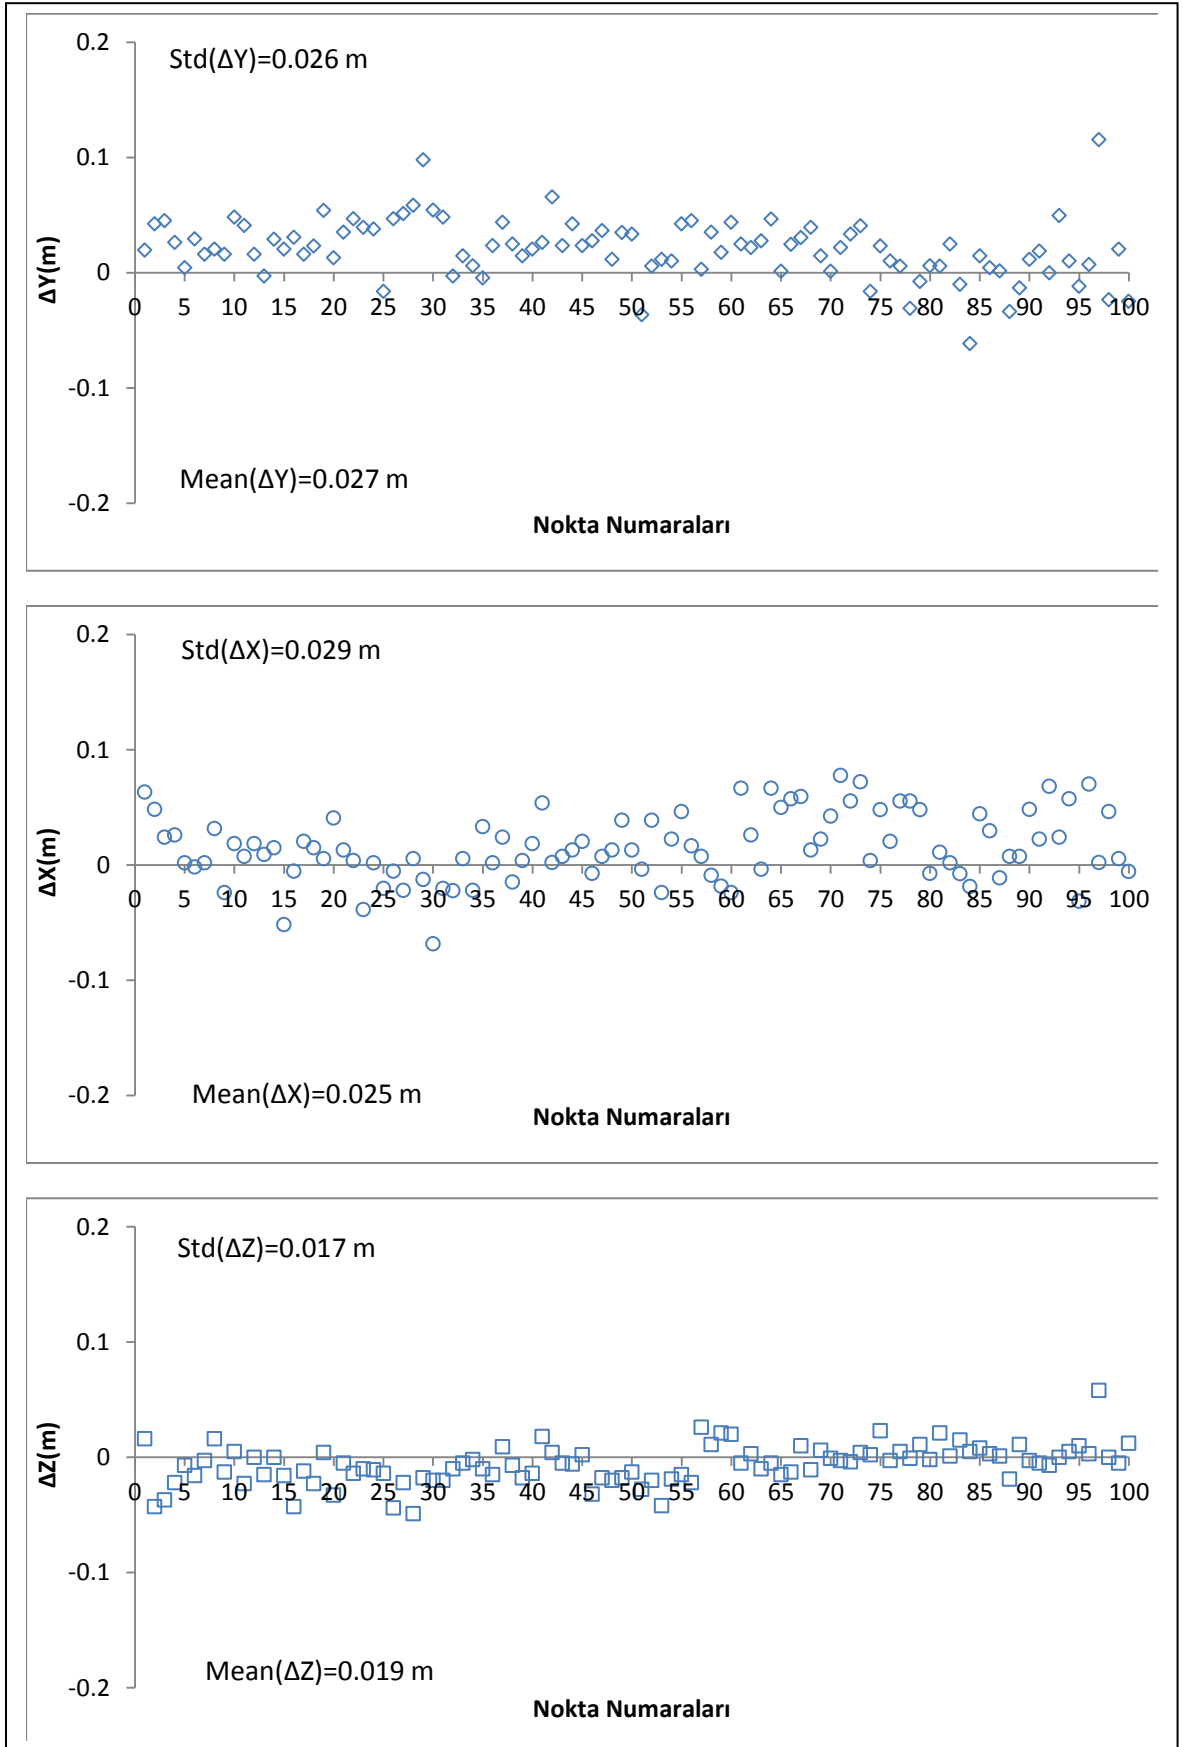 0.2
Std(ΔY)=0.026 m
0.1
ΔY(m)
0
0 5 10 15 20 25 30 35 40 45 50 55 60 65 70 75 80 85 90 95 100
-0.1
Mean(ΔY)=0.027 m
-0.2
Nokta Numaraları
0.2
Std(ΔX)=0.029 m
0.1
ΔX(m)
0
0 5 10 15 20 25 30 35 40 45 50 55 60 65 70 75 80 85 90 95 100
-0.1
Mean(ΔX)=0.025 m
-0.2
Nokta Numaraları
0.2
Std(ΔZ)=0.017 m
0.1
ΔZ(m)
0
0 5 10 15 20 25 30 35 40 45 50 55 60 65 70 75 80 85 90 95 100
-0.1
Mean(ΔZ)=0.019 m
-0.2
Nokta Numaraları